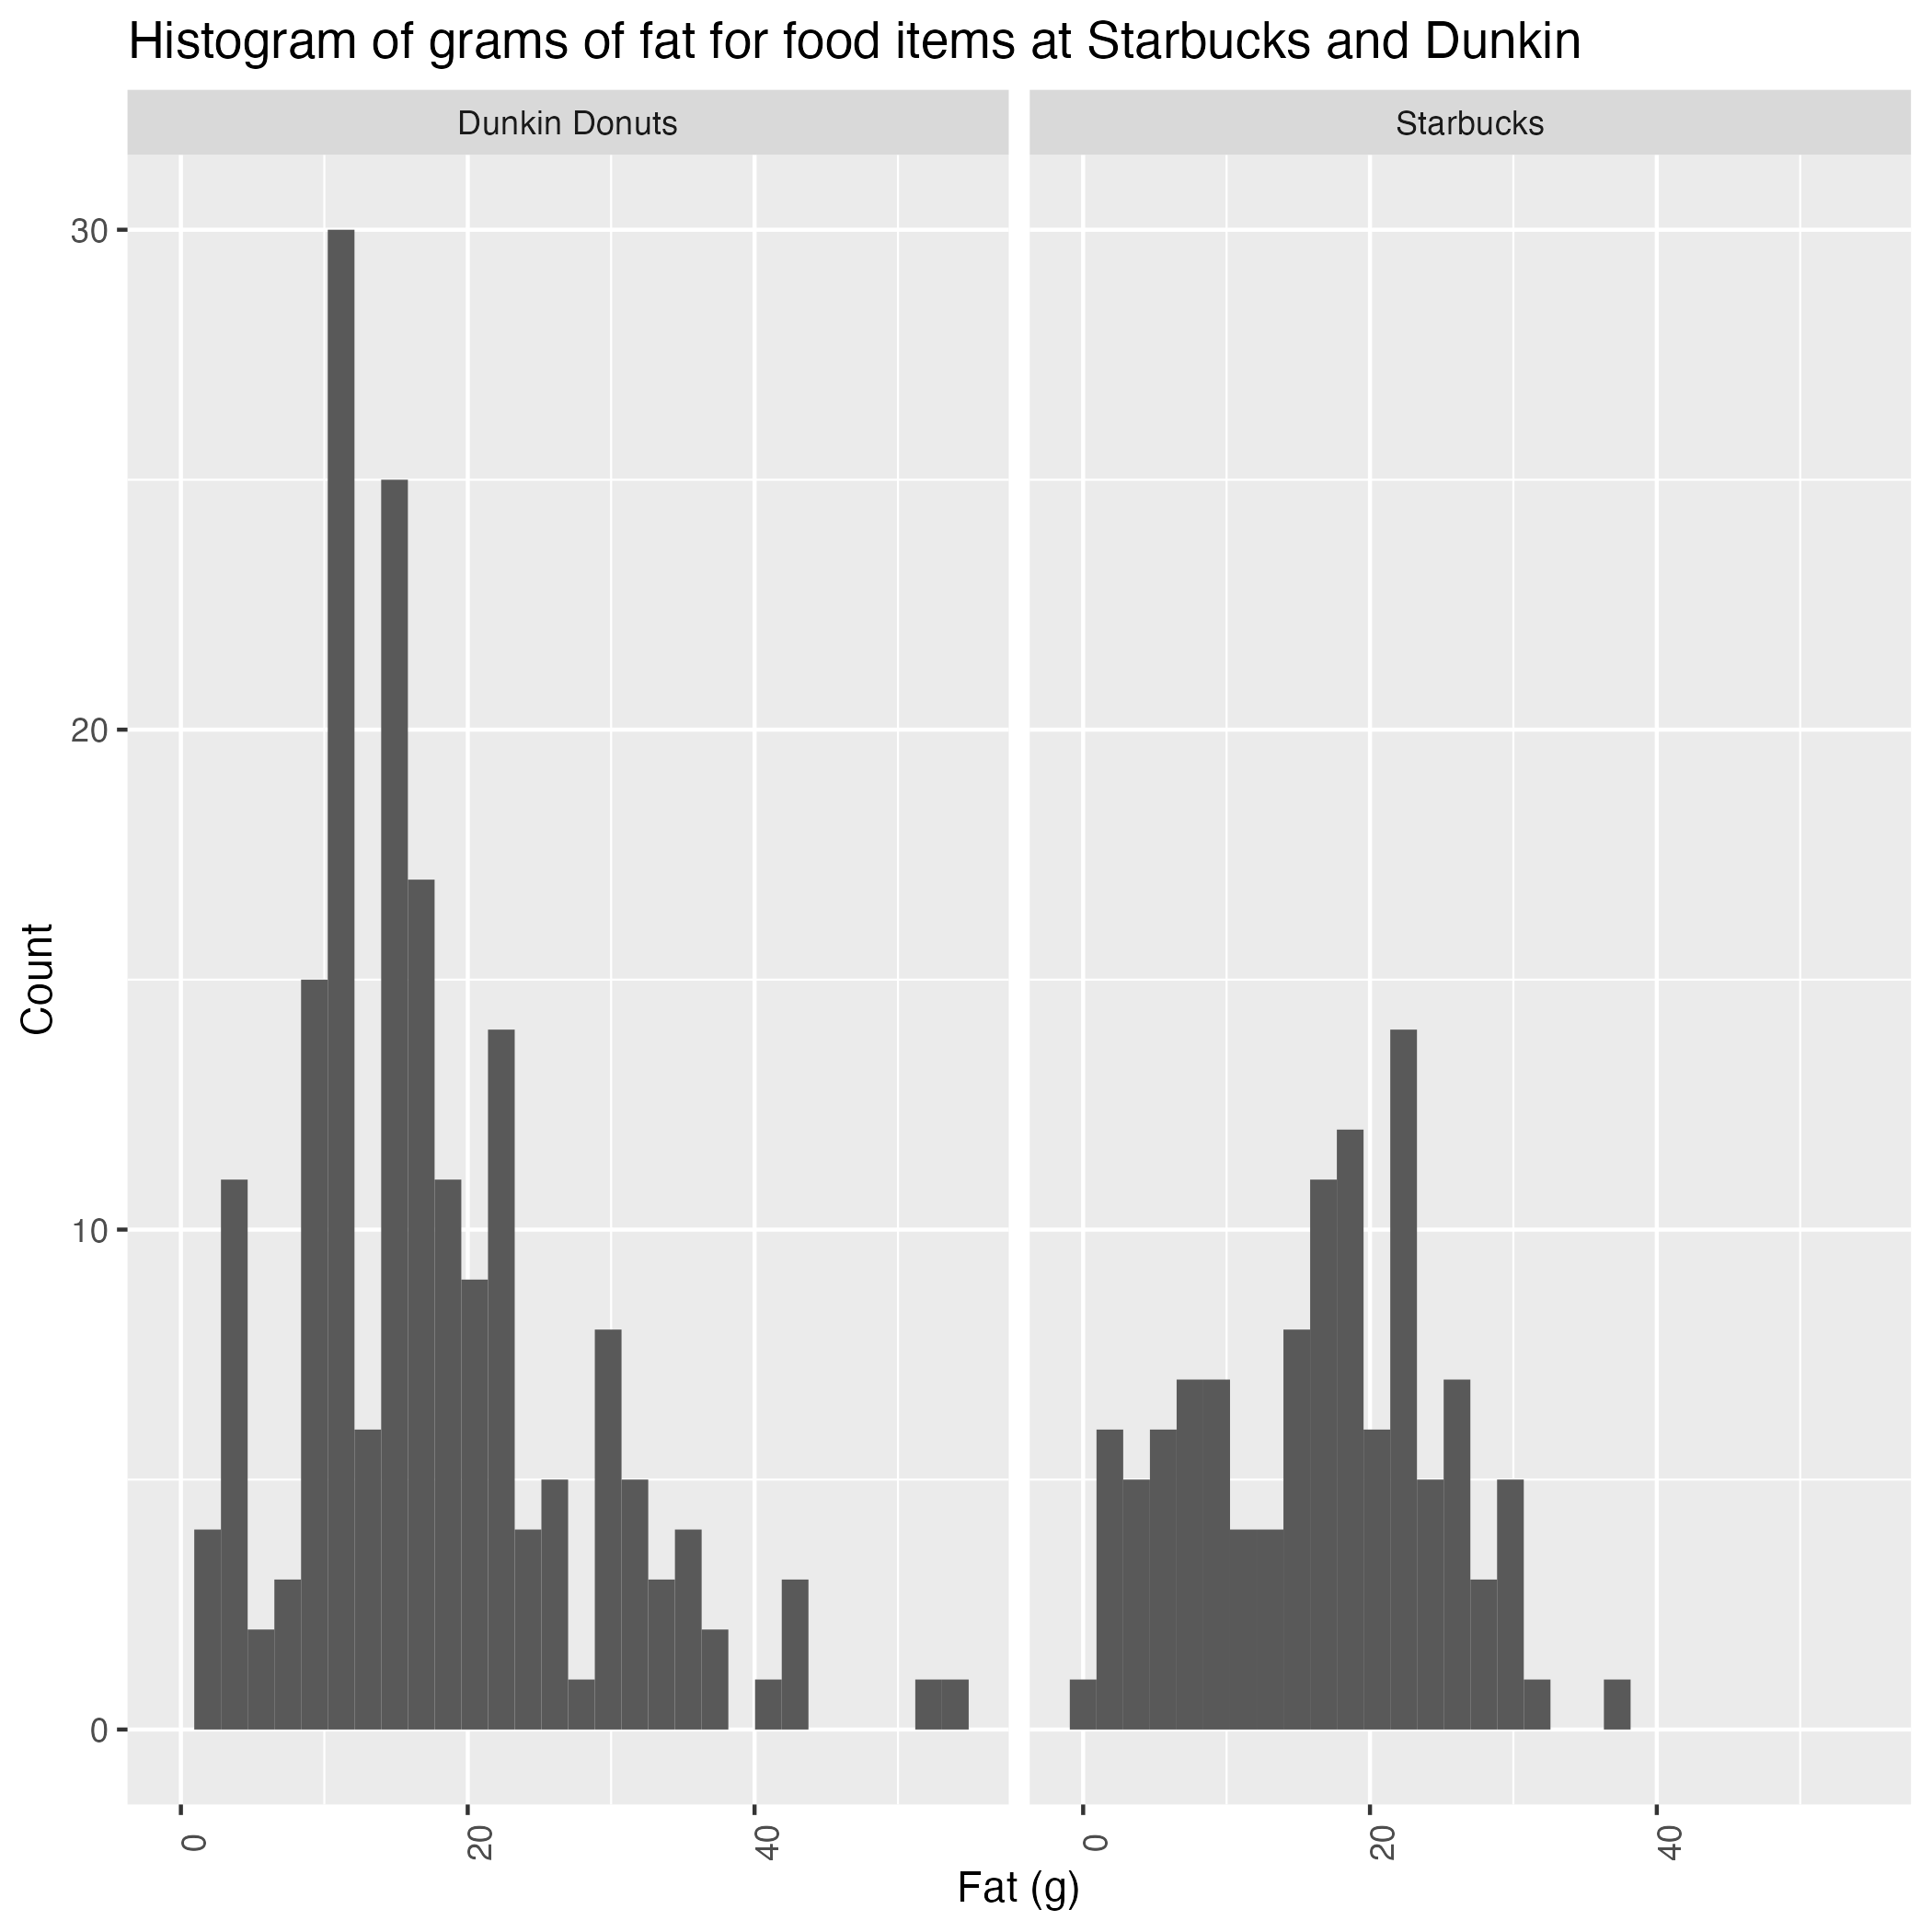 Histogram of grams of fat for food items at Starbucks and Dunkin
Dunkin Donuts
Starbucks
30
20
10
0
Count
0
20
40
0
20
40
Fat (g)